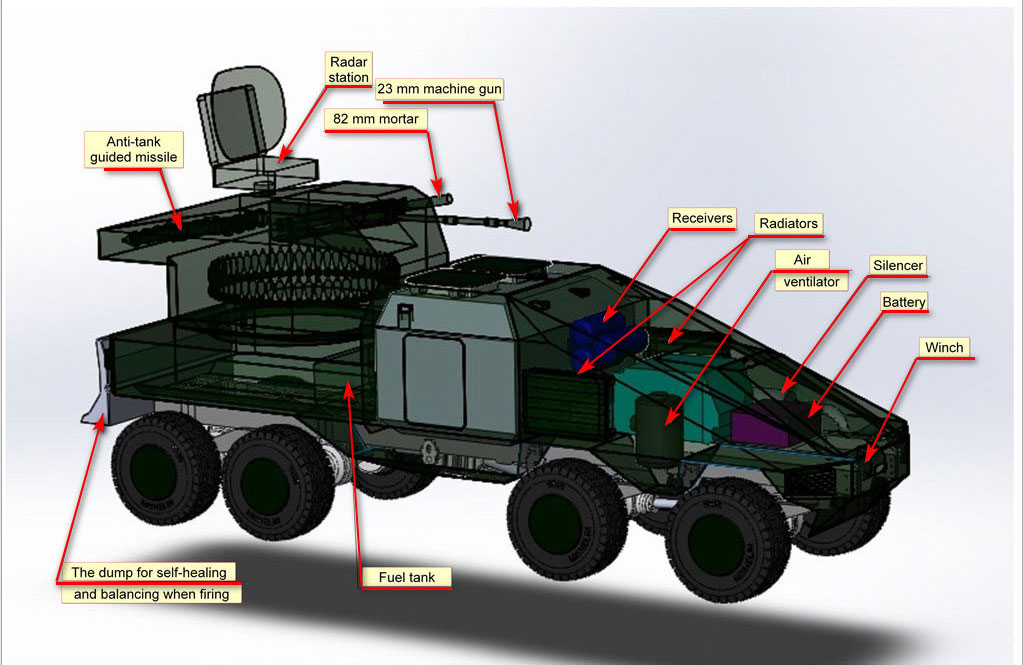 Radar
station
23 mm machine gun
82 mm mortar
Anti-tank
guided missile
Receivers
Radiators
Air
ventilator
Silencer
Battery
Winch
The dump for self-healing
and balancing when firing
Fuel tank